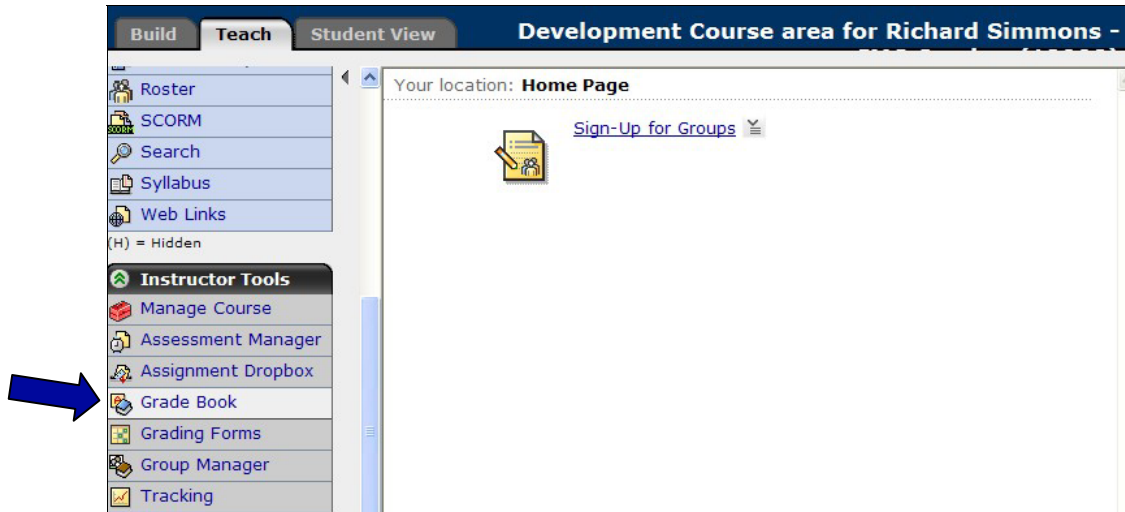 Build Teach Student View Development Course area for Richard Simmons -
Your location: Home Page
Sign-Up for Groups
Roster
SCORM
Search
Syllabus
Web Links
(H) = Hidden
Instructor Tools
Manage Course
Assessment Manager
Assignment Dropbox
Grade Book
Grading Forms
Group Manager
Tracking